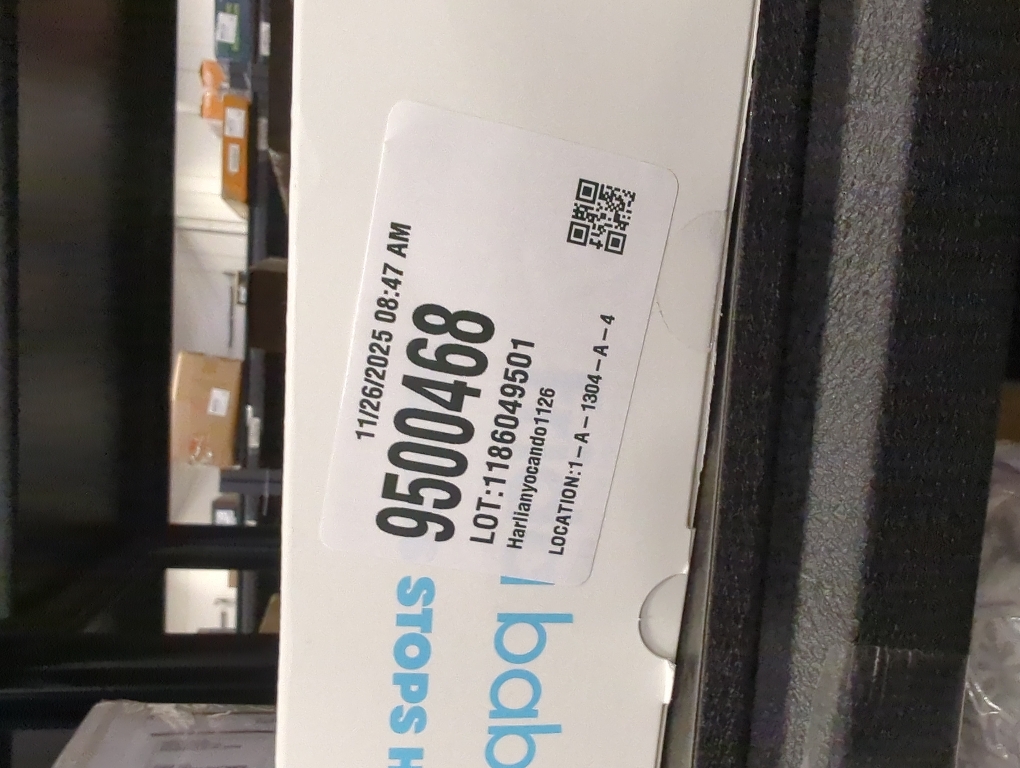 11/26/2025 08:47 AM
9500468
LOT:1186049501
Harlianyocando1126
LOCATION:1-A-1304-A-4
STOPS H
bab